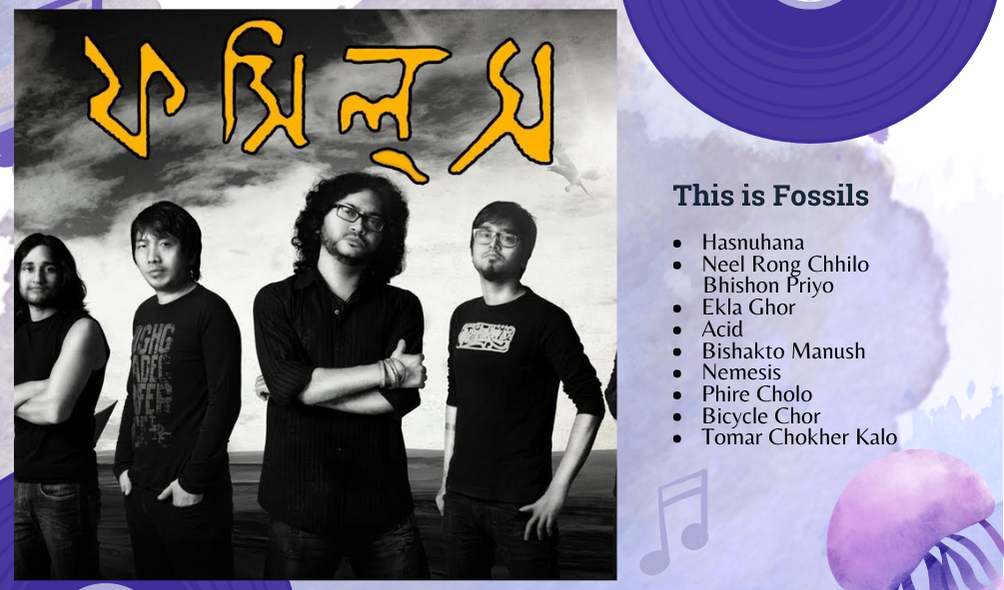 ফসিল্‌স
This is Fossils
Hasnuhana
Neel Rong Chhilo
Bhishon Priyo
Ekla Ghor
Acid
Bishakto Manush
Nemesis
Phire Cholo
Bicycle Chor
Tomar Chokher Kalo